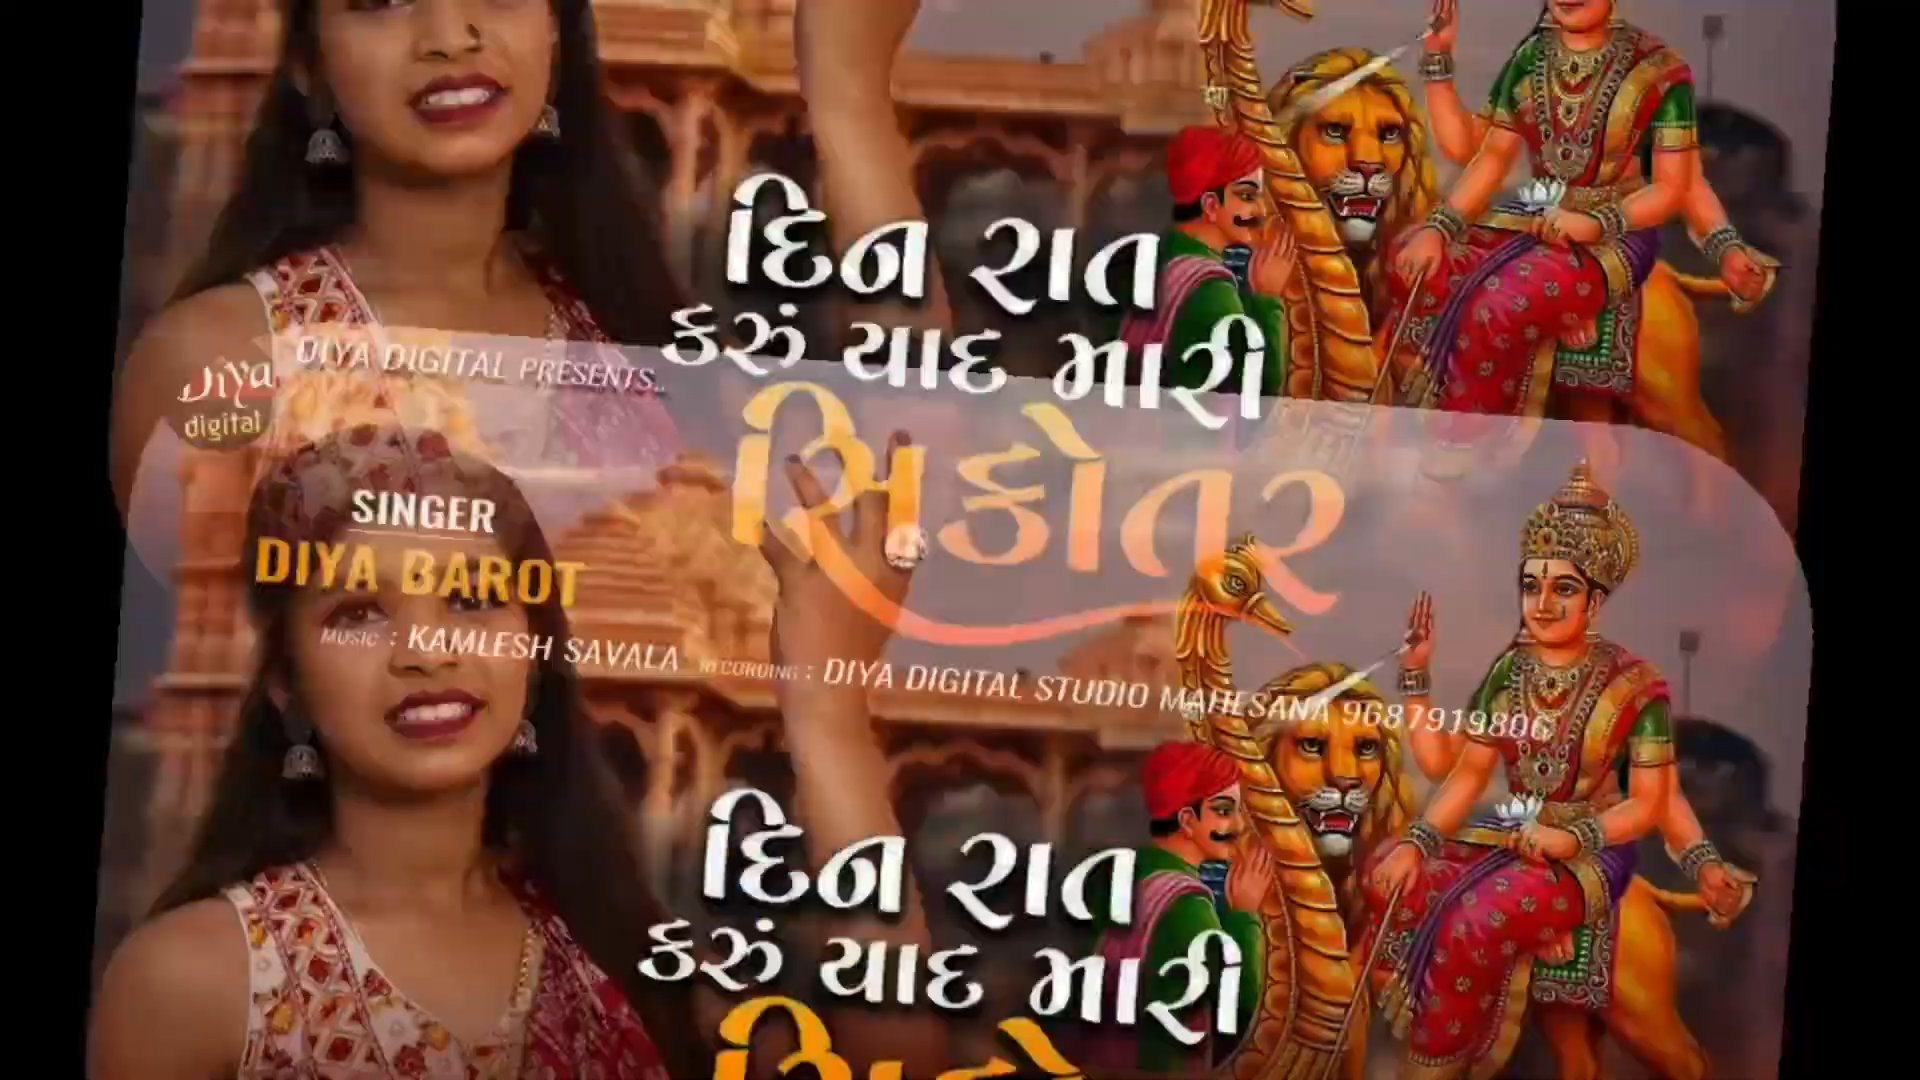 દિન રાત
કરું યાદ મારી
Diya
digital
DIYA DIGITAL PRESENTS..
સિકોતર
SINGER
DIYA BAROT
MUSIC : KAMLESH SAVALA RECORDING : DIYA DIGITAL STUDIO MAHESANA 9687919806
દિન રાત
કરું યાદ મારી